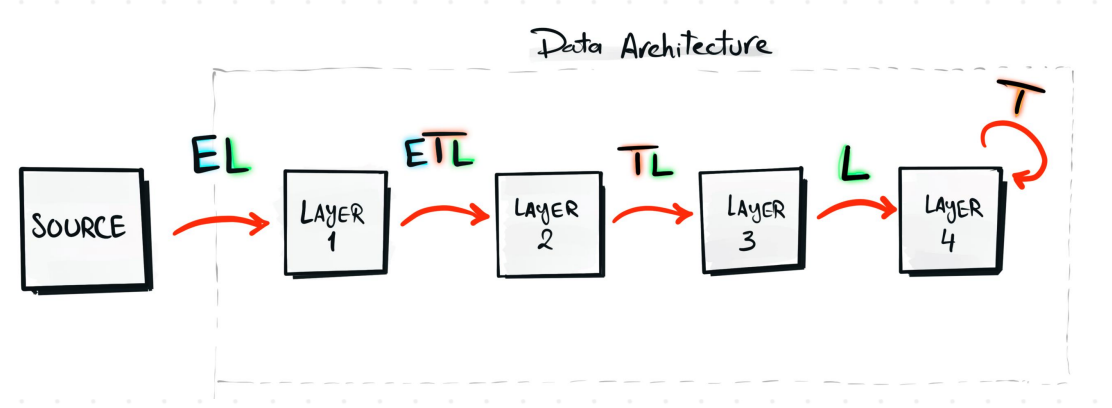 Data Architecture
T
EL
ETL
TL
L
SOURCE
LAYER
1
LAYER
2
LAYER
3
LAYER
4